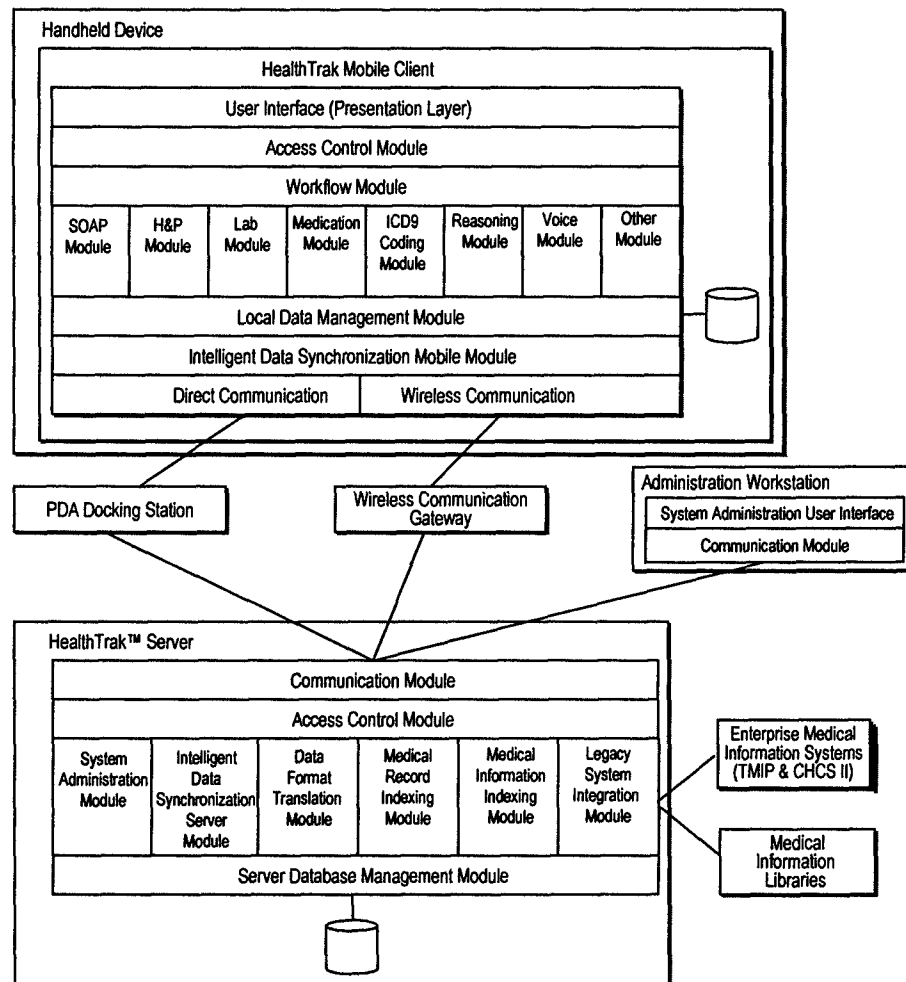 Handheld Device
HealthTrak Mobile Client
User Interface (Presentation Layer)
Access Control Module
Workflow Module
SOAP
Module
H&P
Module
Lab
Module
Medication
Module
ICD9
Coding
Module
Reasoning
Module
Voice
Module
Other
Module
Local Data Management Module
Intelligent Data Synchronization Mobile Module
Direct Communication
Wireless Communication
PDA Docking Station
Wireless Communication
Gateway
Administration Workstation
System Administration User Interface
Communication Module
HealthTrak™ Server
Communication Module
Access Control Module
System
Administration
Module
Intelligent
Data
Synchronization
Server
Module
Data
Format
Translation
Module
Medical
Record
Indexing
Module
Medical
Information
Indexing
Module
Legacy
System
Integration
Module
Server Database Management Module
Enterprise Medical
Information Systems
(TMIP & CHCS II)
Medical
Information
Libraries